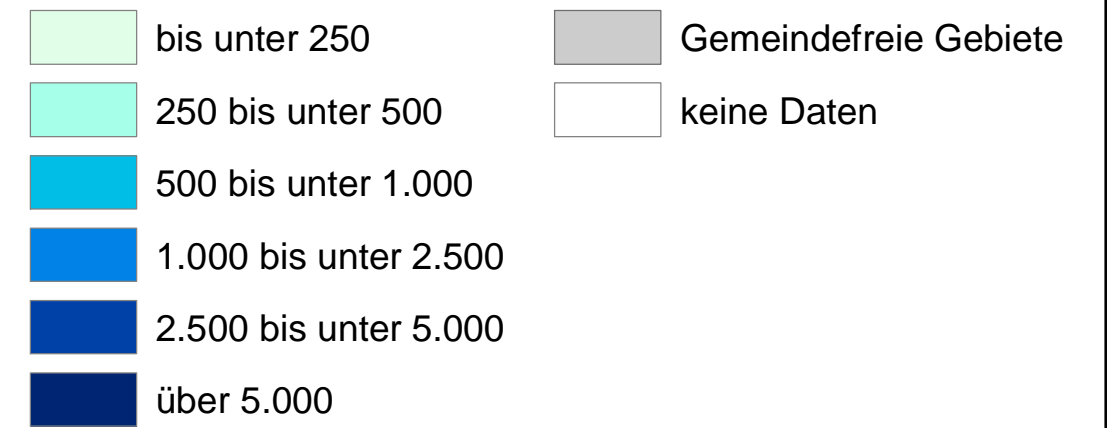 bis unter 250
250 bis unter 500
500 bis unter 1.000
1.000 bis unter 2.500
2.500 bis unter 5.000
über 5.000
Gemeindefreie Gebiete
keine Daten